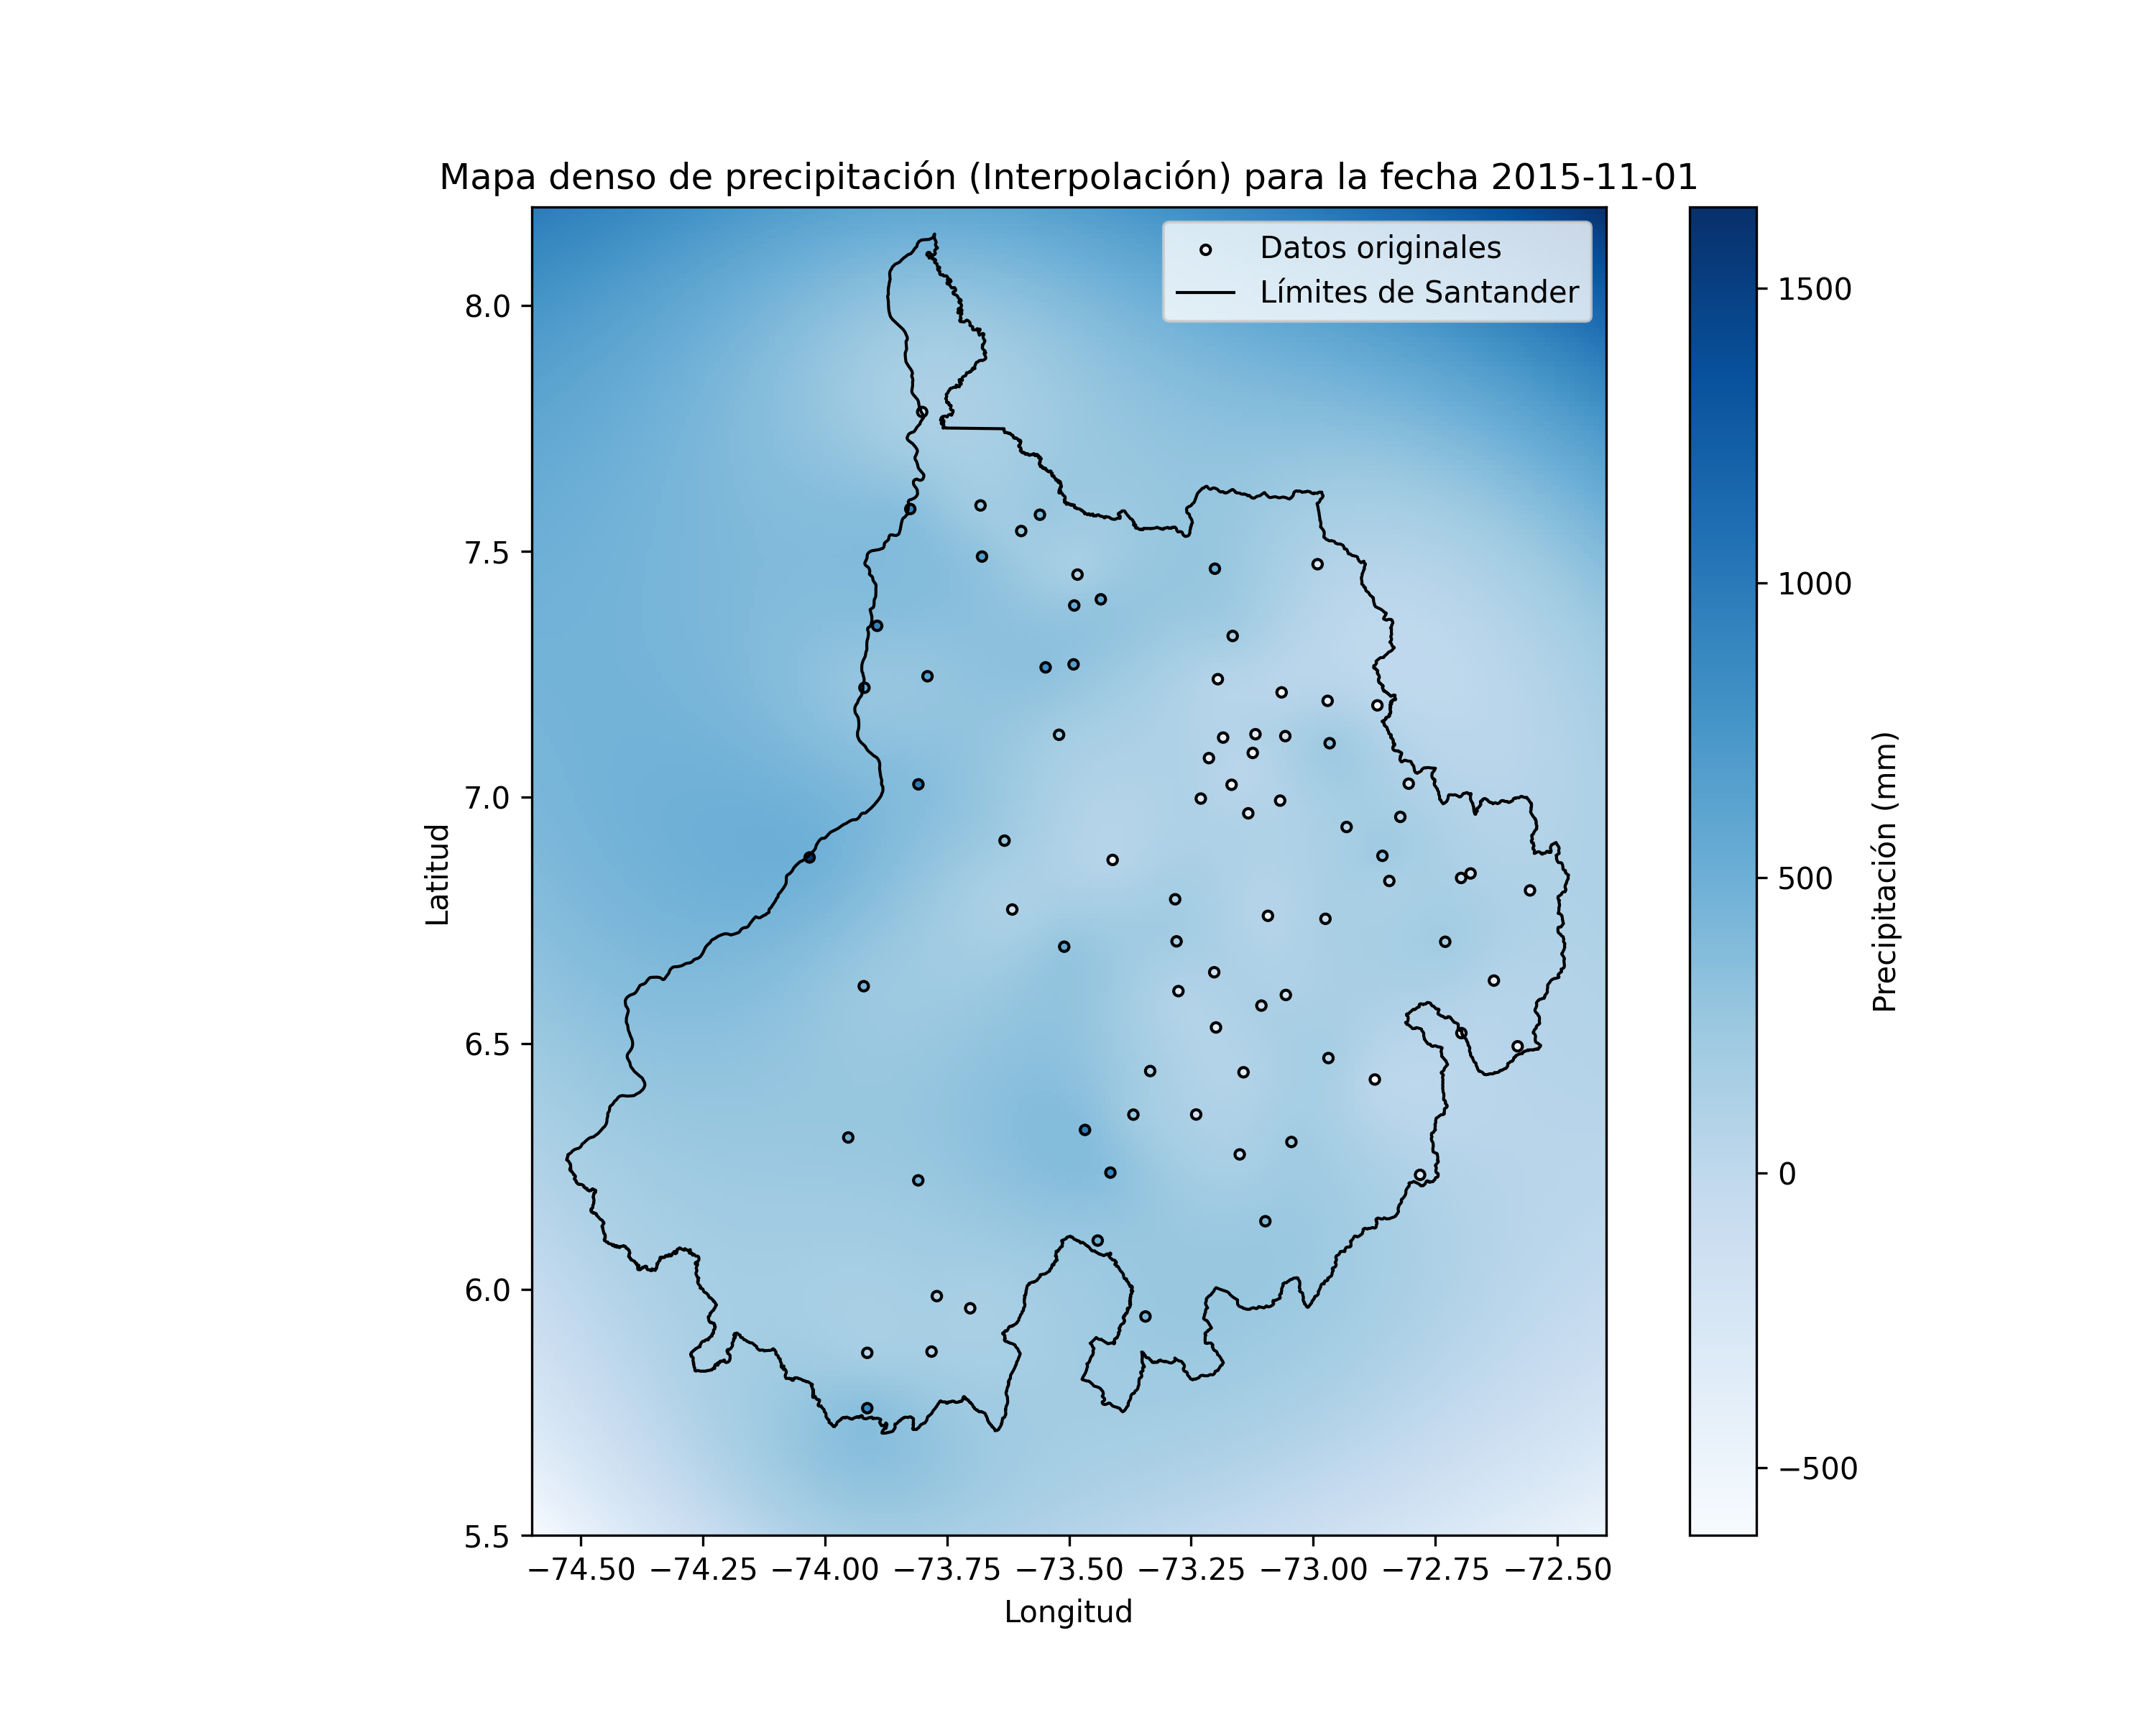 Mapa denso de precipitación (Interpolación) para la fecha 2015-11-01
Datos originales
Límites de Santander
8.0
7.5
7.0
6.5
6.0
5.5
Latitud
−74.50 −74.25 −74.00 −73.75 −73.50 −73.25 −73.00 −72.75 −72.50
Longitud
1500
1000
500
0
−500
Precipitación (mm)